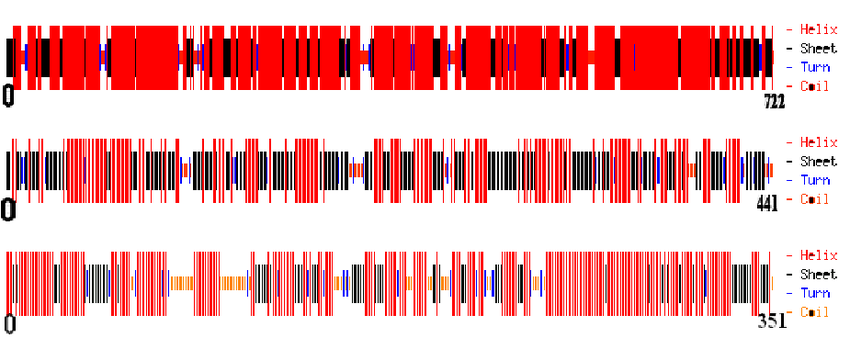 - Helix
- Sheet
- Turn
- Coil
0 722
- Helix
- Sheet
- Turn
- Coil
0 441
- Helix
- Sheet
- Turn
- Coil
0 351